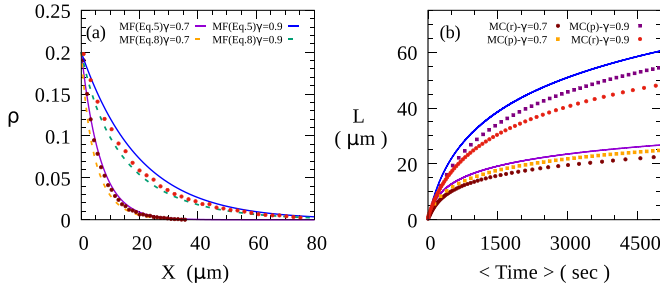 (a)
MF(Eq.5)γ=0.7
MF(Eq.5)γ=0.9
MF(Eq.8)γ=0.7
MF(Eq.8)γ=0.9
0.2
0.15
0.1
0.05
0
ρ
0 20 40 60 80
X (μm)
(b)
MC(r)-γ=0.7
MC(p)-γ=0.9
MC(p)-γ=0.7
MC(r)-γ=0.9
60
40
20
0
L
( μm )
0 1500 3000 4500
< Time > ( sec )